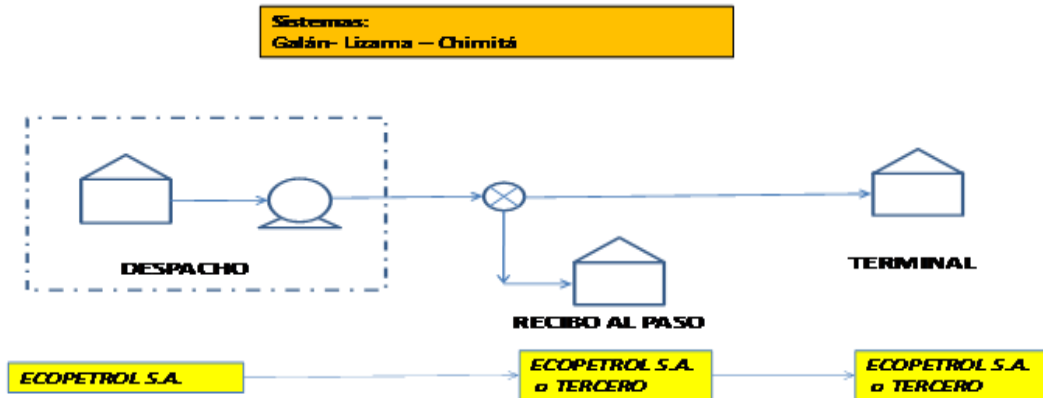 Sistemas:
Galán- Lizama – Chimitá
DESPACHO
TERMINAL
RECIBO AL PASO
ECOPETROL S.A.
ECOPETROL S.A.
o TERCERO
ECOPETROL S.A.
o TERCERO